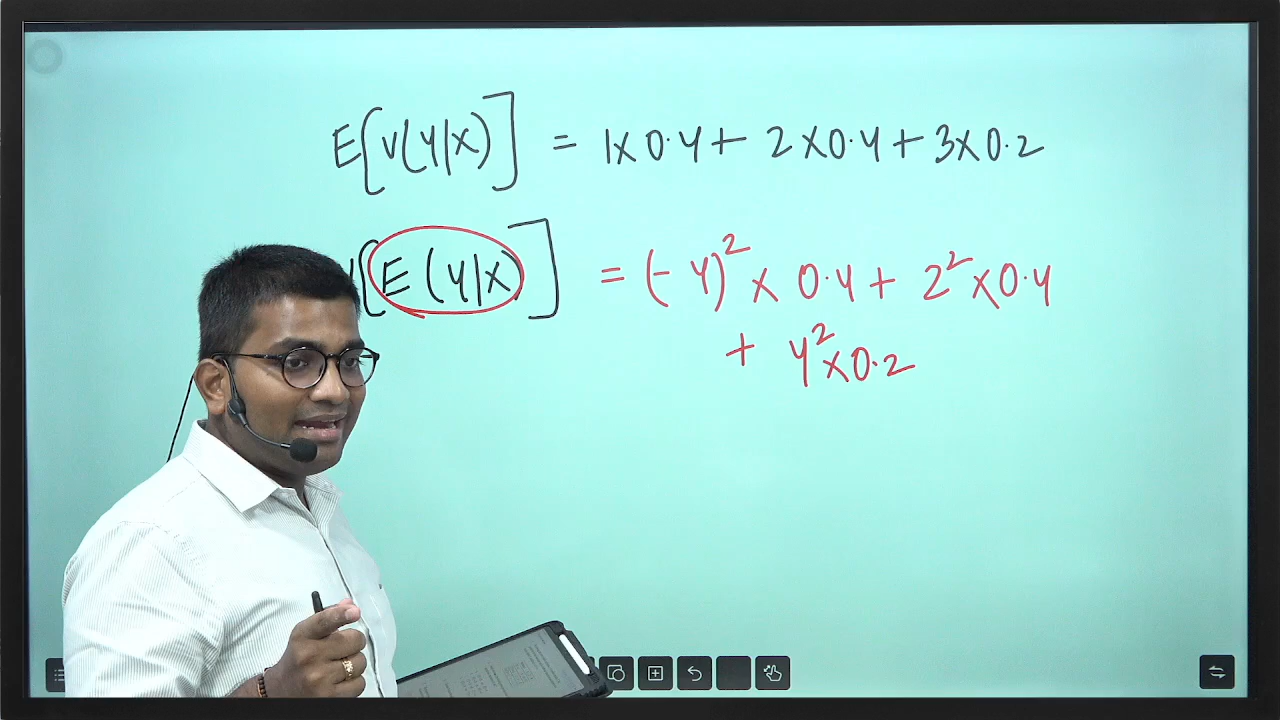 E[V(Y|X)] = 1×0.4+ 2×0.4+3×0.2
[E(Y|X)] = (-4)²× 0.4+ 2²×0.4
+ 4²×0.2